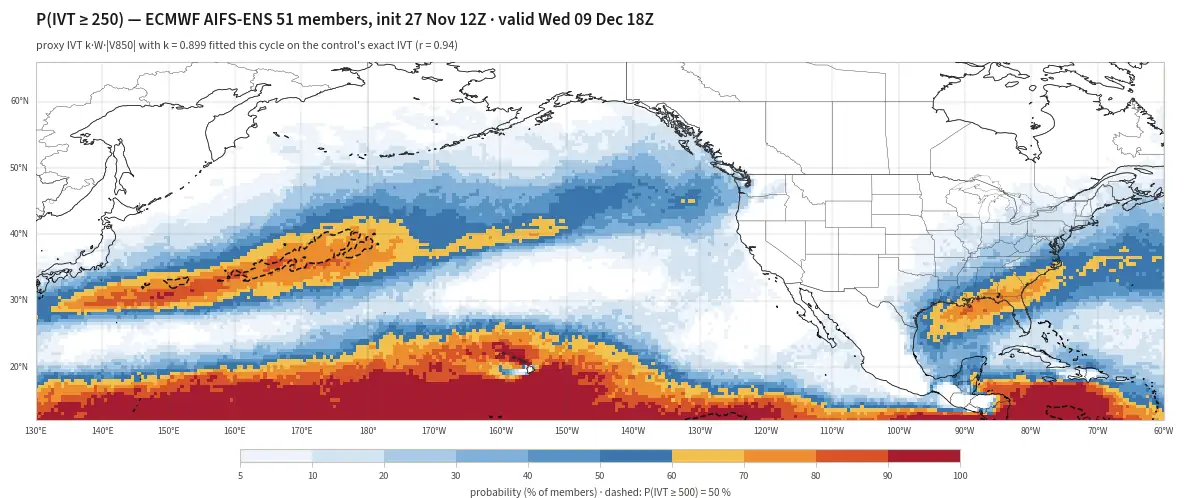 P(IVT ≥ 250) — ECMWF AIFS-ENS 51 members, init 27 Nov 12Z · valid Wed 09 Dec 18Z
proxy IVT k·W·|V850| with k = 0.899 fitted this cycle on the control's exact IVT (r = 0.94)
60°N
50°N
40°N
30°N
20°N
130°E 140°E 150°E 160°E 170°E 180° 170°W 160°W 150°W 140°W 130°W 120°W 110°W 100°W 90°W 80°W 70°W 60°W
5 10 20 30 40 50 60 70 80 90 100
probability (% of members) · dashed: P(IVT ≥ 500) = 50 %